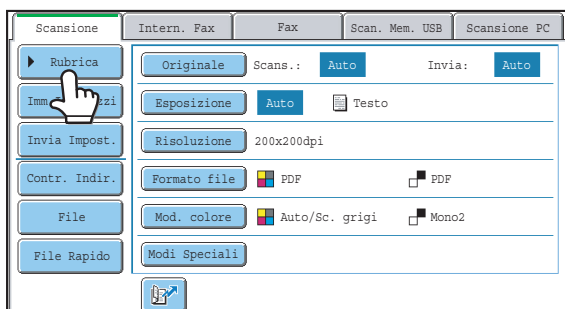 Scansione Intern. Fax Fax Scan. Mem. USB Scansione PC
Rubrica
Invia Impost.
Contr. Indir.
File
File Rapido
Originale Scans.: Auto Invia: Auto
Esposizione Auto Testo
Risoluzione 200x200dpi
Formato file PDF PDF
Mod. colore Auto/Sc. grigi Mono2
Modi Speciali